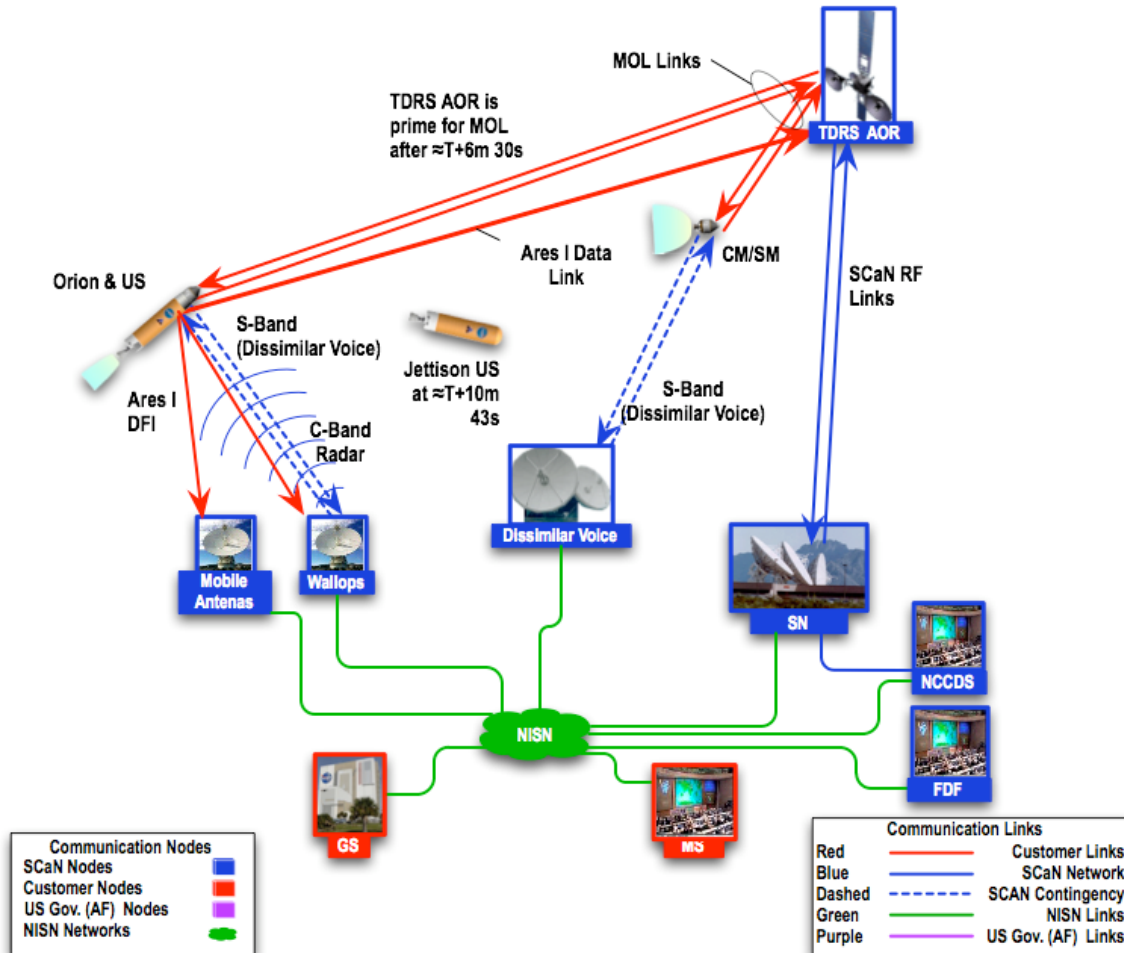 MOL Links
TDRS AOR is
prime for MOL
after ≈T+6m 30s
TDRS AOR
Ares I Data
Link
CM/SM
SCaN RF
Links
Orion & US
S-Band
(Dissimilar Voice)
Jettison US
at ≈T+10m
43s
S-Band
(Dissimilar Voice)
Ares I
DFI
C-Band
Radar
Mobile
Antenas
Wallops
Dissimilar Voice
SN
NCCDS
NISN
FDF
GS
MS
Communication Nodes
SCaN Nodes
Customer Nodes
US Gov. (AF) Nodes
NISN Networks
Communication Links
Red Customer Links
Blue SCaN Network
Dashed SCAN Contingency
Green NISN Links
Purple US Gov. (AF) Links